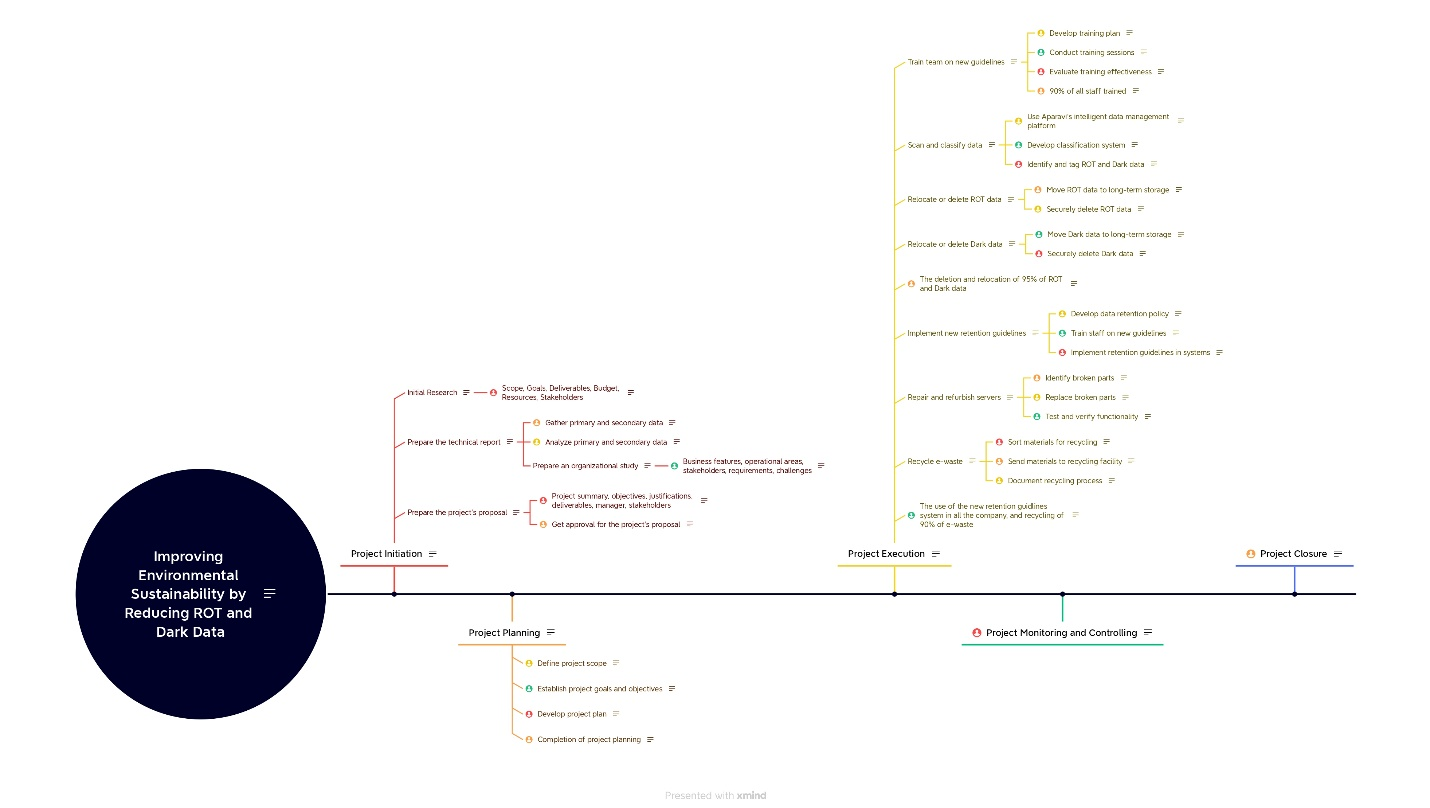 Improving
Environmental
Sustainability by
Reducing ROT and
Dark Data
Project Initiation
Initial Research
Scope, Goals, Deliverables, Budget,
Resources, Stakeholders
Prepare the technical report
Gather primary and secondary data
Analyze primary and secondary data
Prepare an organizational study
Business features, operational areas,
stakeholders, requirements, challenges
Prepare the project's proposal
Project summary, objectives, justifications,
deliverables, manager, stakeholders
Get approval for the project's proposal
Project Planning
Define project scope
Establish project goals and objectives
Develop project plan
Completion of project planning
Project Execution
Train team on new guidelines
Develop training plan
Conduct training sessions
Evaluate training effectiveness
90% of all staff trained
Scan and classify data
Use Aparavi's intelligent data management
platform
Develop classification system
Identify and tag ROT and Dark data
Relocate or delete ROT data
Move ROT data to long-term storage
Securely delete ROT data
Relocate or delete Dark data
Move Dark data to long-term storage
Securely delete Dark data
The deletion and relocation of 95% of ROT
and Dark data
Implement new retention guidelines
Develop data retention policy
Train staff on new guidelines
Implement retention guidelines in systems
Repair and refurbish servers
Identify broken parts
Replace broken parts
Test and verify functionality
Recycle e-waste
Sort materials for recycling
Send materials to recycling facility
Document recycling process
The use of the new retention guidlines
system in all the company, and recycling of
90% of e-waste
Project Monitoring and Controlling
Project Closure
Presented with xmind